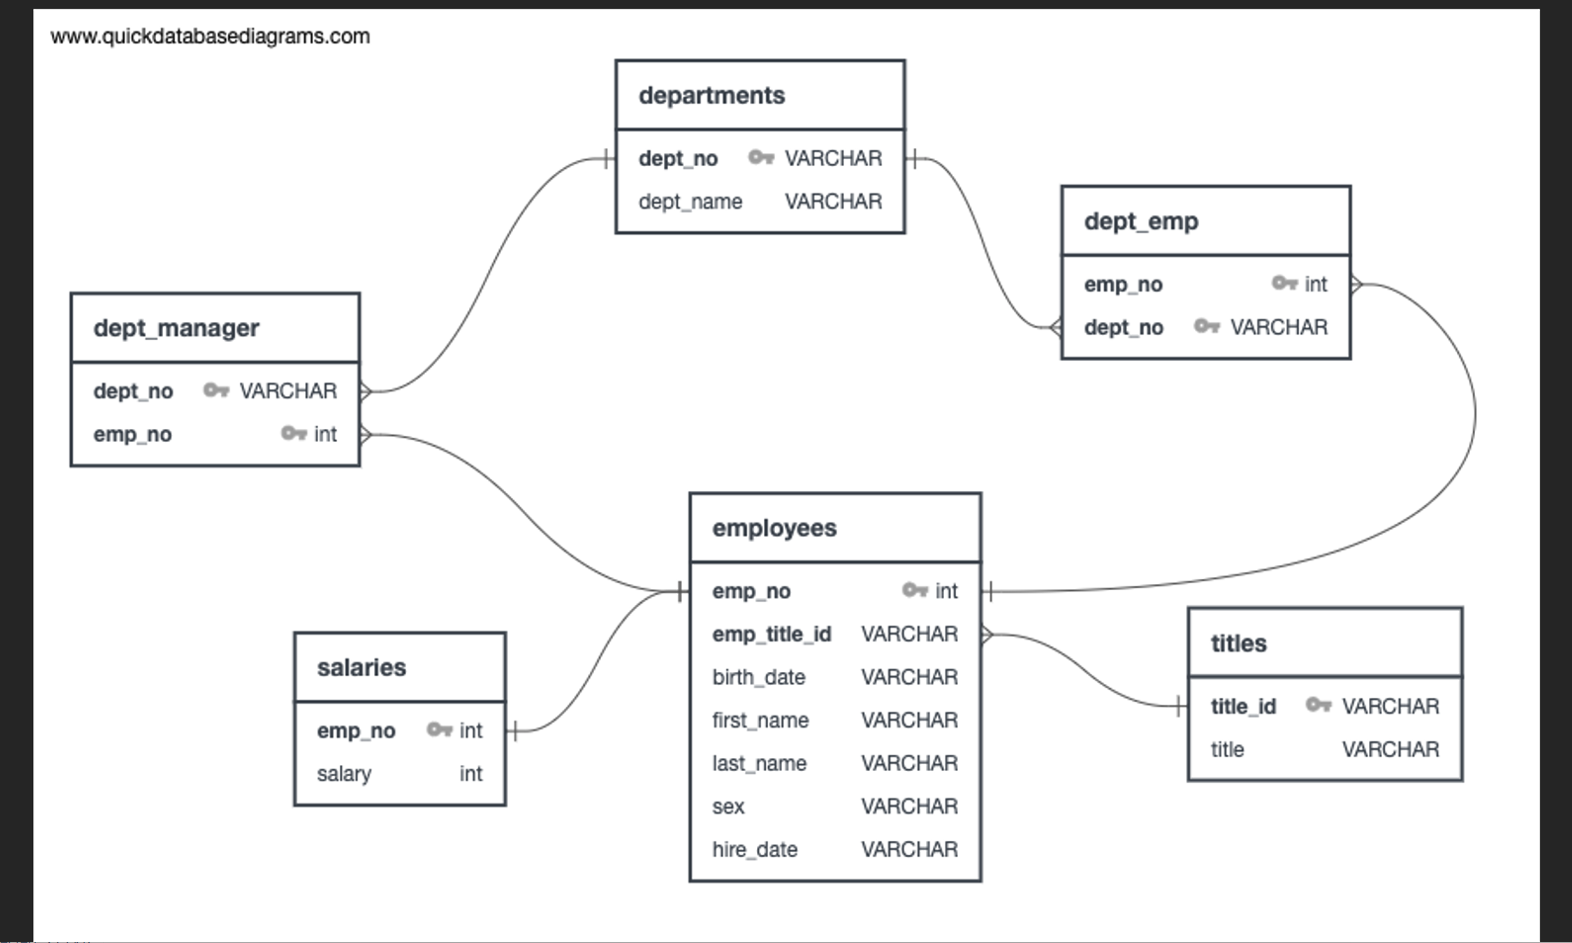 www.quickdatabasediagrams.com
departments
dept_no VARCHAR
dept_name VARCHAR
dept_emp
emp_no int
dept_no VARCHAR
dept_manager
dept_no VARCHAR
emp_no int
employees
emp_no int
emp_title_id VARCHAR
birth_date VARCHAR
first_name VARCHAR
last_name VARCHAR
sex VARCHAR
hire_date VARCHAR
salaries
emp_no int
salary int
titles
title_id VARCHAR
title VARCHAR